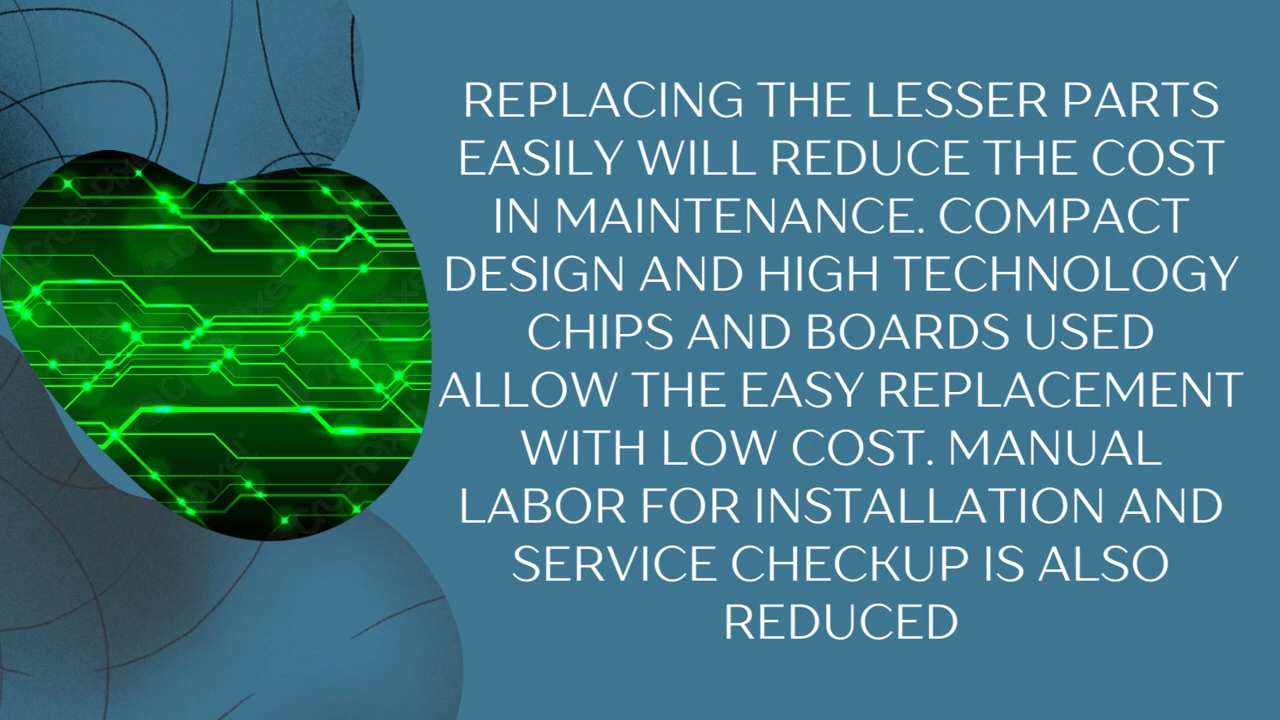 REPLACING THE LESSER PARTS
EASILY WILL REDUCE THE COST
IN MAINTENANCE. COMPACT
DESIGN AND HIGH TECHNOLOGY
CHIPS AND BOARDS USED
ALLOW THE EASY REPLACEMENT
WITH LOW COST. MANUAL
LABOR FOR INSTALLATION AND
SERVICE CHECKUP IS ALSO
REDUCED